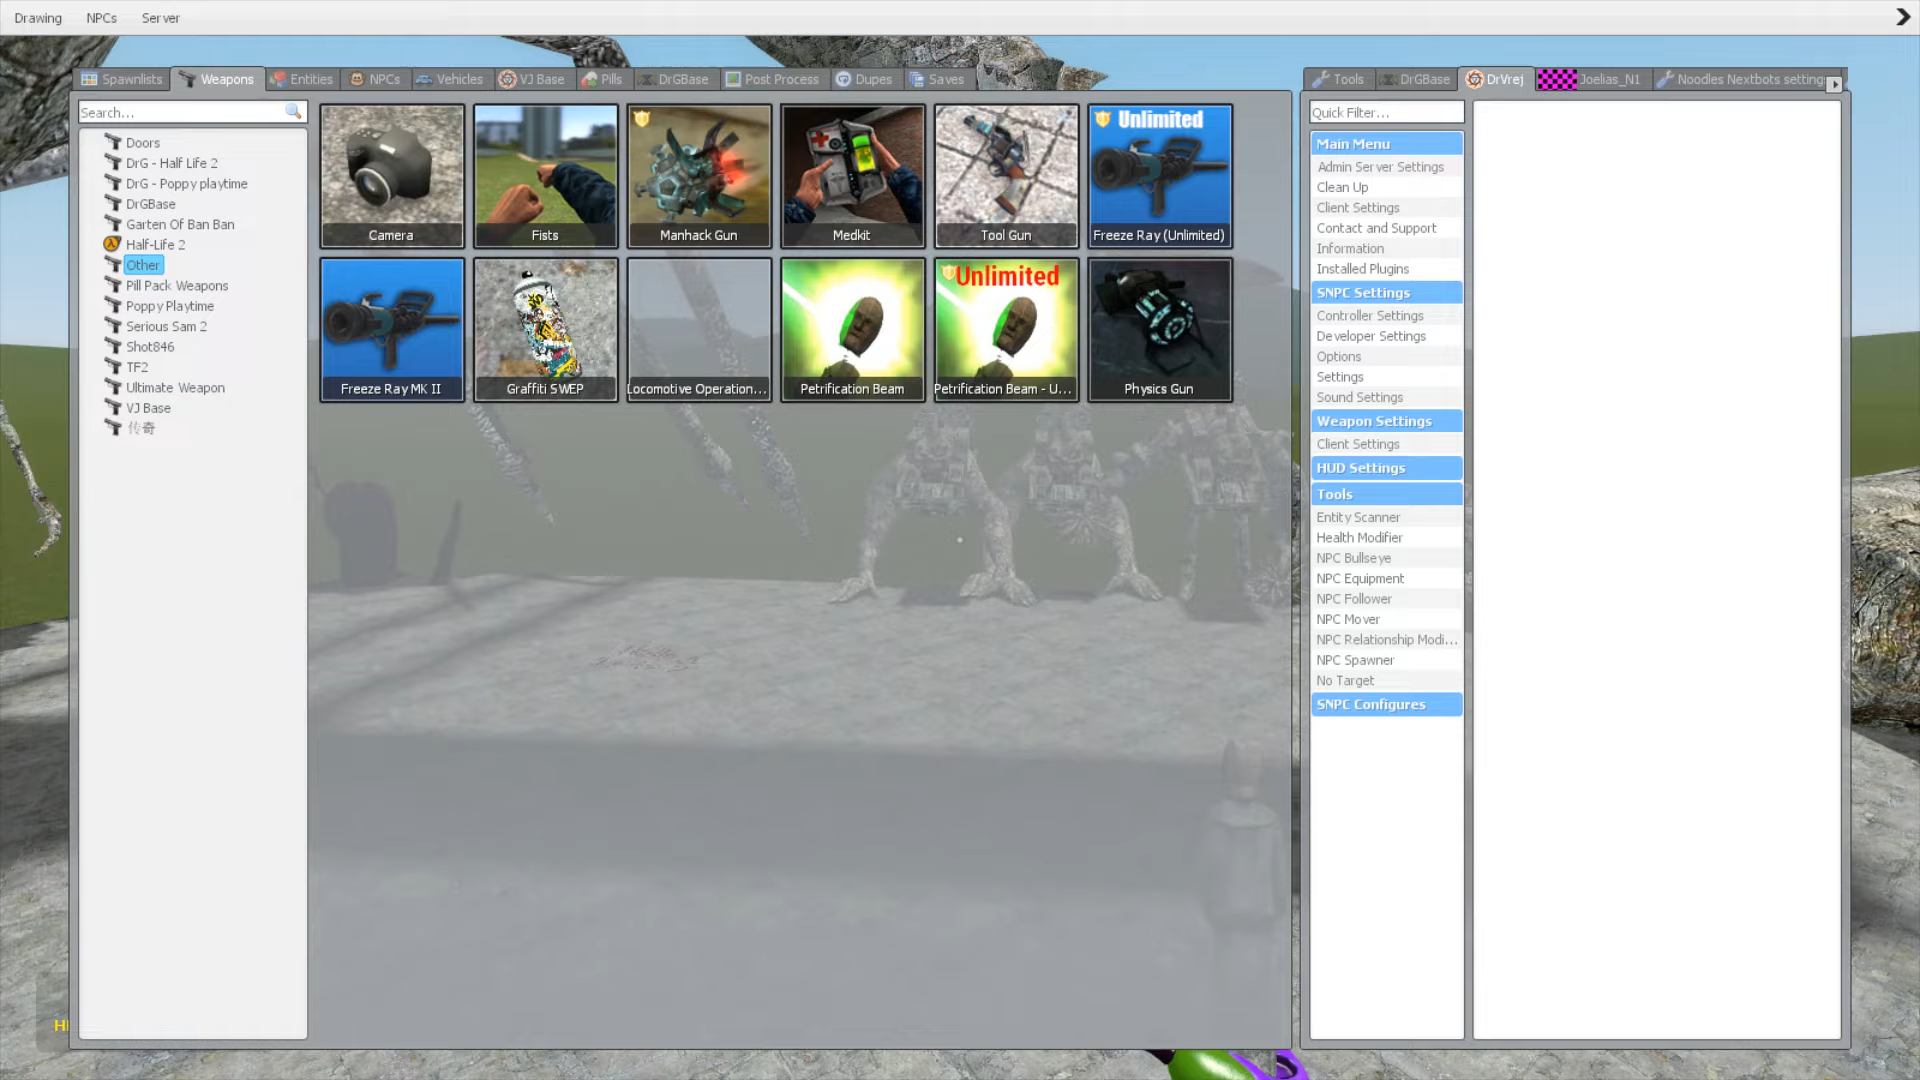 Drawing NPCs Server
Spawnlists Weapons Entities NPCs Vehicles VJ Base Pills DrGBase Post Process Dupes Saves
Search...
Doors
DrG - Half Life 2
DrG - Poppy playtime
DrGBase
Garten Of Ban Ban
Half-Life 2
Other
Pill Pack Weapons
Poppy Playtime
Serious Sam 2
Shot846
TF2
Ultimate Weapon
VJ Base
传奇
Camera
Fists
Manhack Gun
Medkit
Tool Gun
Unlimited
Freeze Ray (Unlimited)
Freeze Ray MK II
Graffiti SWEP
Locomotive Operation...
Petrification Beam
Unlimited
Petrification Beam - U...
Physics Gun
Tools DrGBase DrVrej Joelias_N1 Noodles Nextbots setting
Quick Filter...
Main Menu
Admin Server Settings
Clean Up
Client Settings
Contact and Support
Information
Installed Plugins
SNPC Settings
Controller Settings
Developer Settings
Options
Settings
Sound Settings
Weapon Settings
Client Settings
HUD Settings
Tools
Entity Scanner
Health Modifier
NPC Bullseye
NPC Equipment
NPC Follower
NPC Mover
NPC Relationship Modi...
NPC Spawner
No Target
SNPC Configures